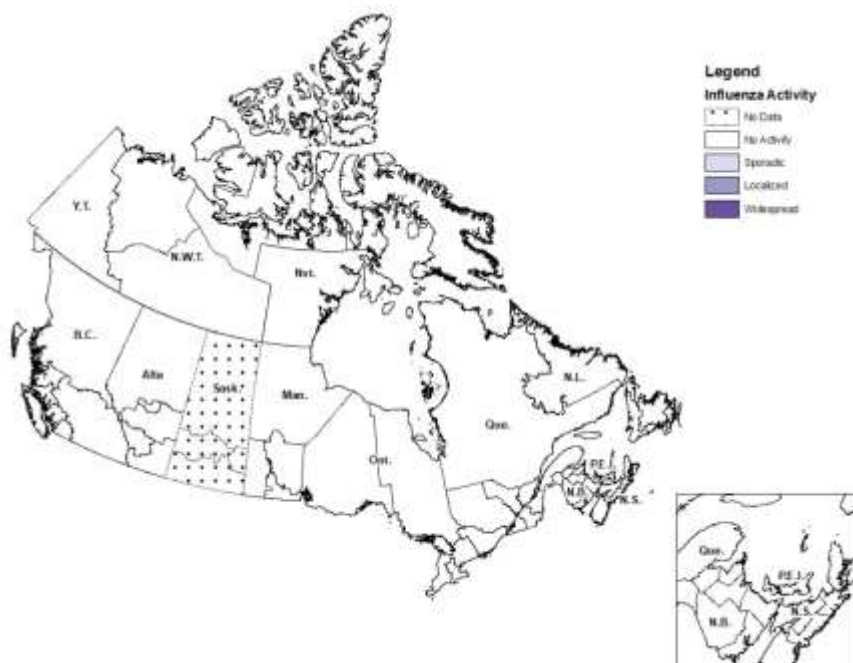 Legend
Influenza Activity
No Data
No Activity
Sporadic
Localized
Widespread
Y.T.
N.W.T.
Nvt.
B.C.
Alta
Sask.
Man.
Ont.
Que.
N.L.
P.E.I.
N.B.
N.S.
Que.
P.E.I.
N.S.
N.B.